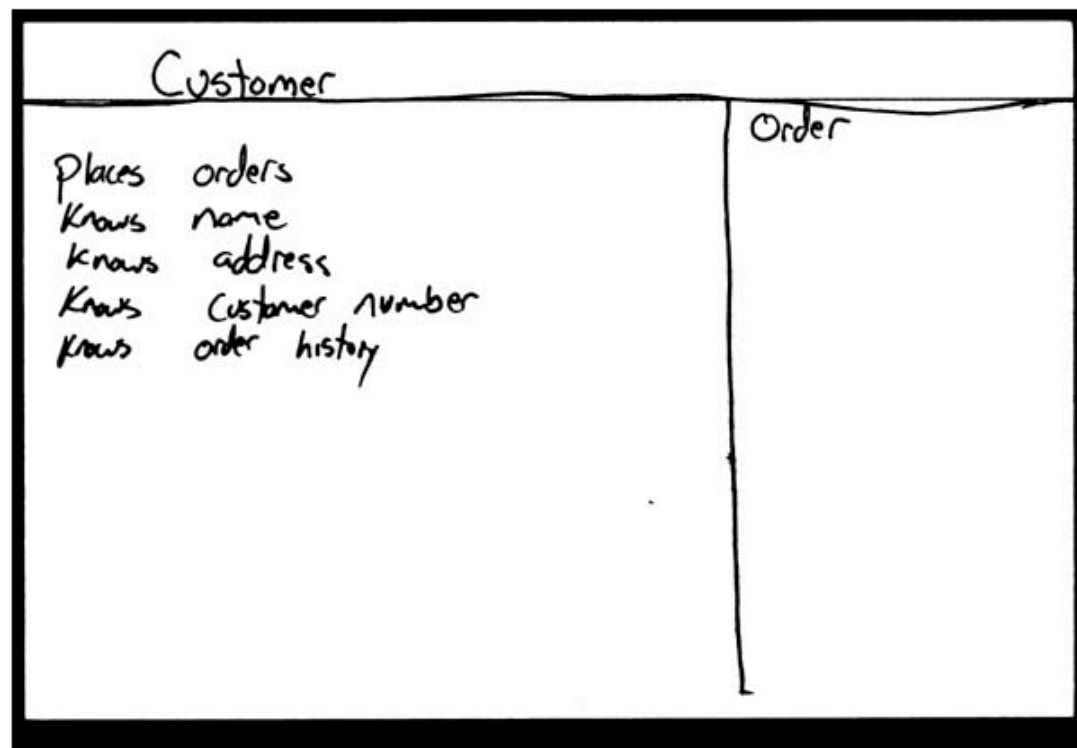 Customer
Order
Places orders
Knows name
Knows address
Knows customer number
Knows order history